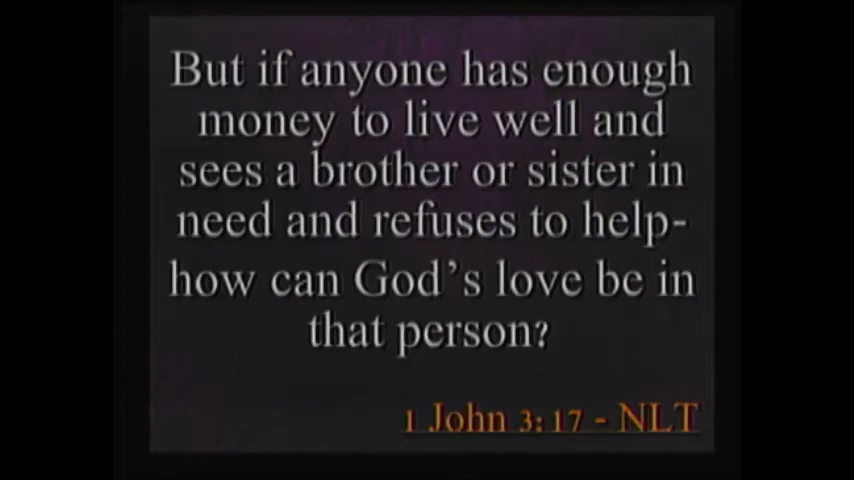 But if anyone has enough
money to live well and
sees a brother or sister in
need and refuses to help-
how can God's love be in
that person?
1 John 3:17 - NLT